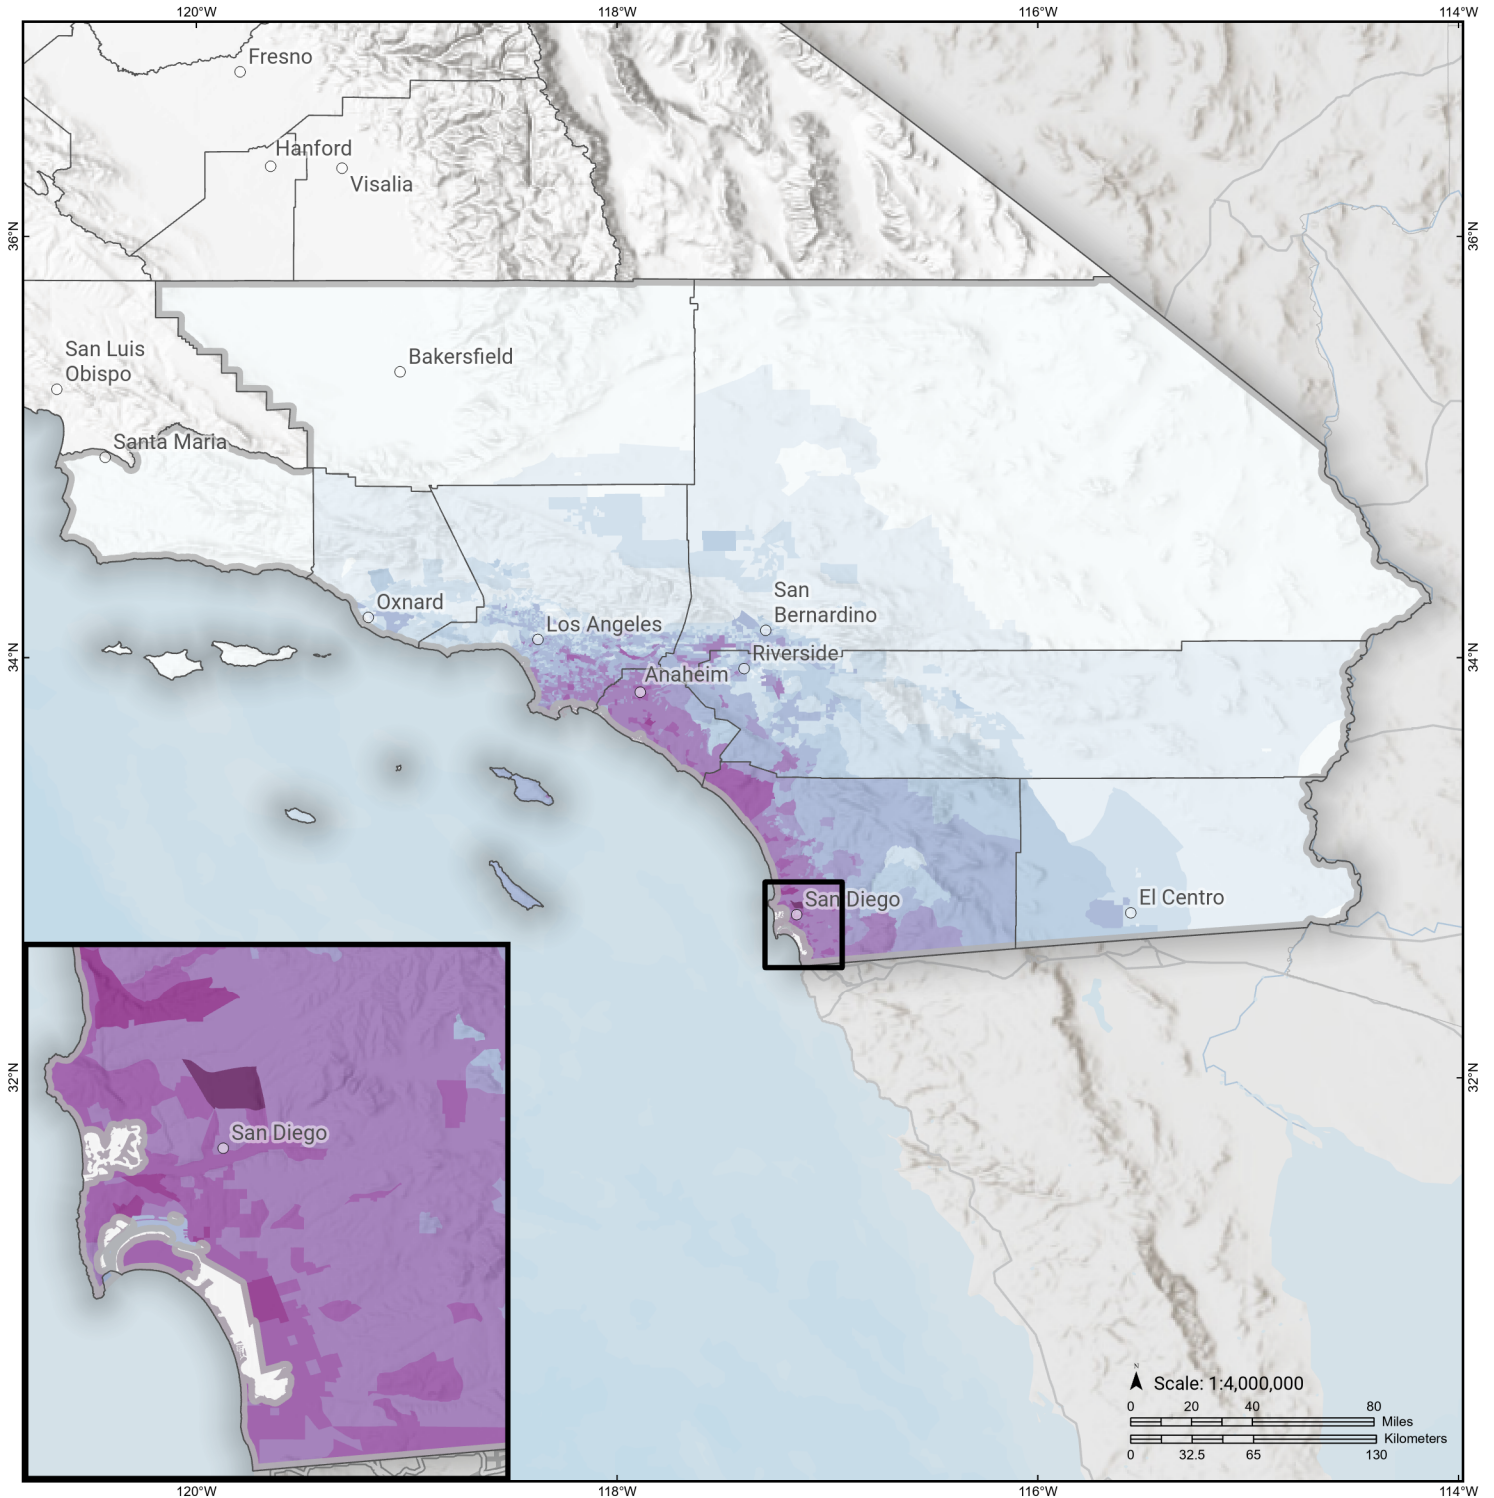 120°W
118°W
116°W
114°W
Fresno
Hanford
Visalia
36°N
36°N
San Luis
Obispo
Bakersfield
Santa Maria
San
Bernardino
Oxnard
Los Angeles
34°N
Riverside
34°N
Anaheim
San Diego
El Centro
32°N
32°N
San Diego
N
Scale: 1:4,000,000
0 20 40 80
Miles
Kilometers
0 32.5 65 130
120°W
118°W
116°W
114°W